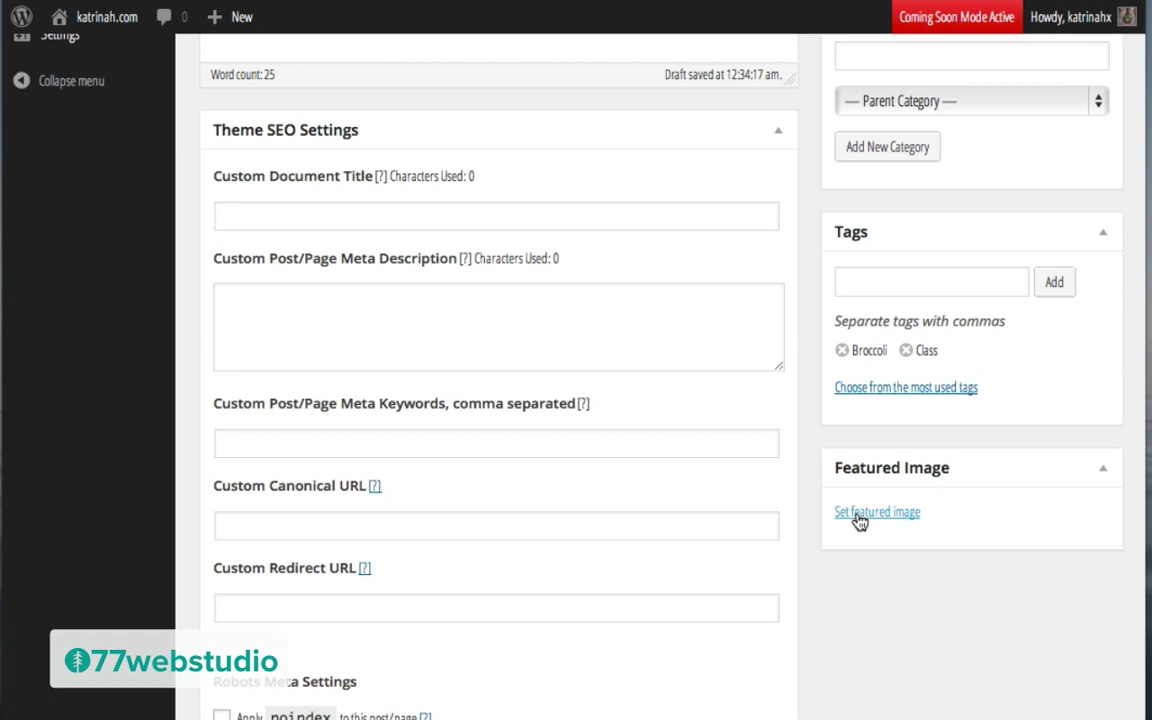 katrinah.com 0 New Coming Soon Mode Active Howdy, katrinahx
Settings
Collapse menu
Word count: 25 Draft saved at 12:34:17 am.
Theme SEO Settings
Custom Document Title [?] Characters Used: 0
Custom Post/Page Meta Description [?] Characters Used: 0
Custom Post/Page Meta Keywords, comma separated [?]
Custom Canonical URL [?]
Custom Redirect URL [?]
Robots Meta Settings
Apply noindex to this post/page [?]
— Parent Category —
Add New Category
Tags
Add
Separate tags with commas
Broccoli Class
Choose from the most used tags
Featured Image
Set featured image
77webstudio